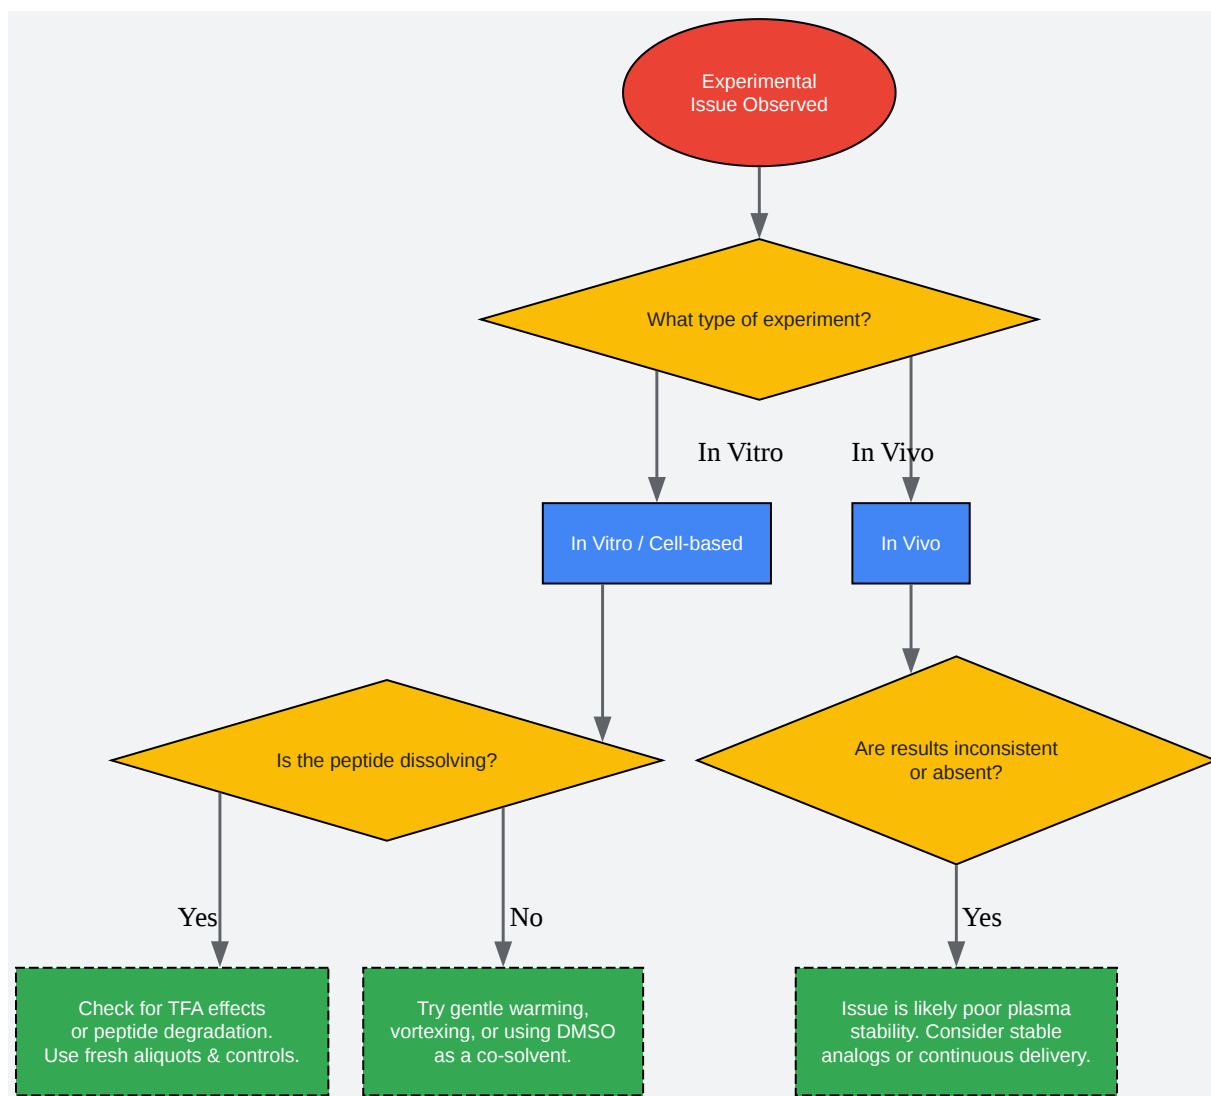 Experimental
Issue Observed
What type of experiment?
In Vitro
In Vivo
In Vitro / Cell-based
In Vivo
Is the peptide dissolving?
Are results inconsistent
or absent?
Yes
No
Yes
Check for TFA effects
or peptide degradation.
Use fresh aliquots & controls.
Try gentle warming,
vortexing, or using DMSO
as a co-solvent.
Issue is likely poor plasma
stability. Consider stable
analogs or continuous delivery.